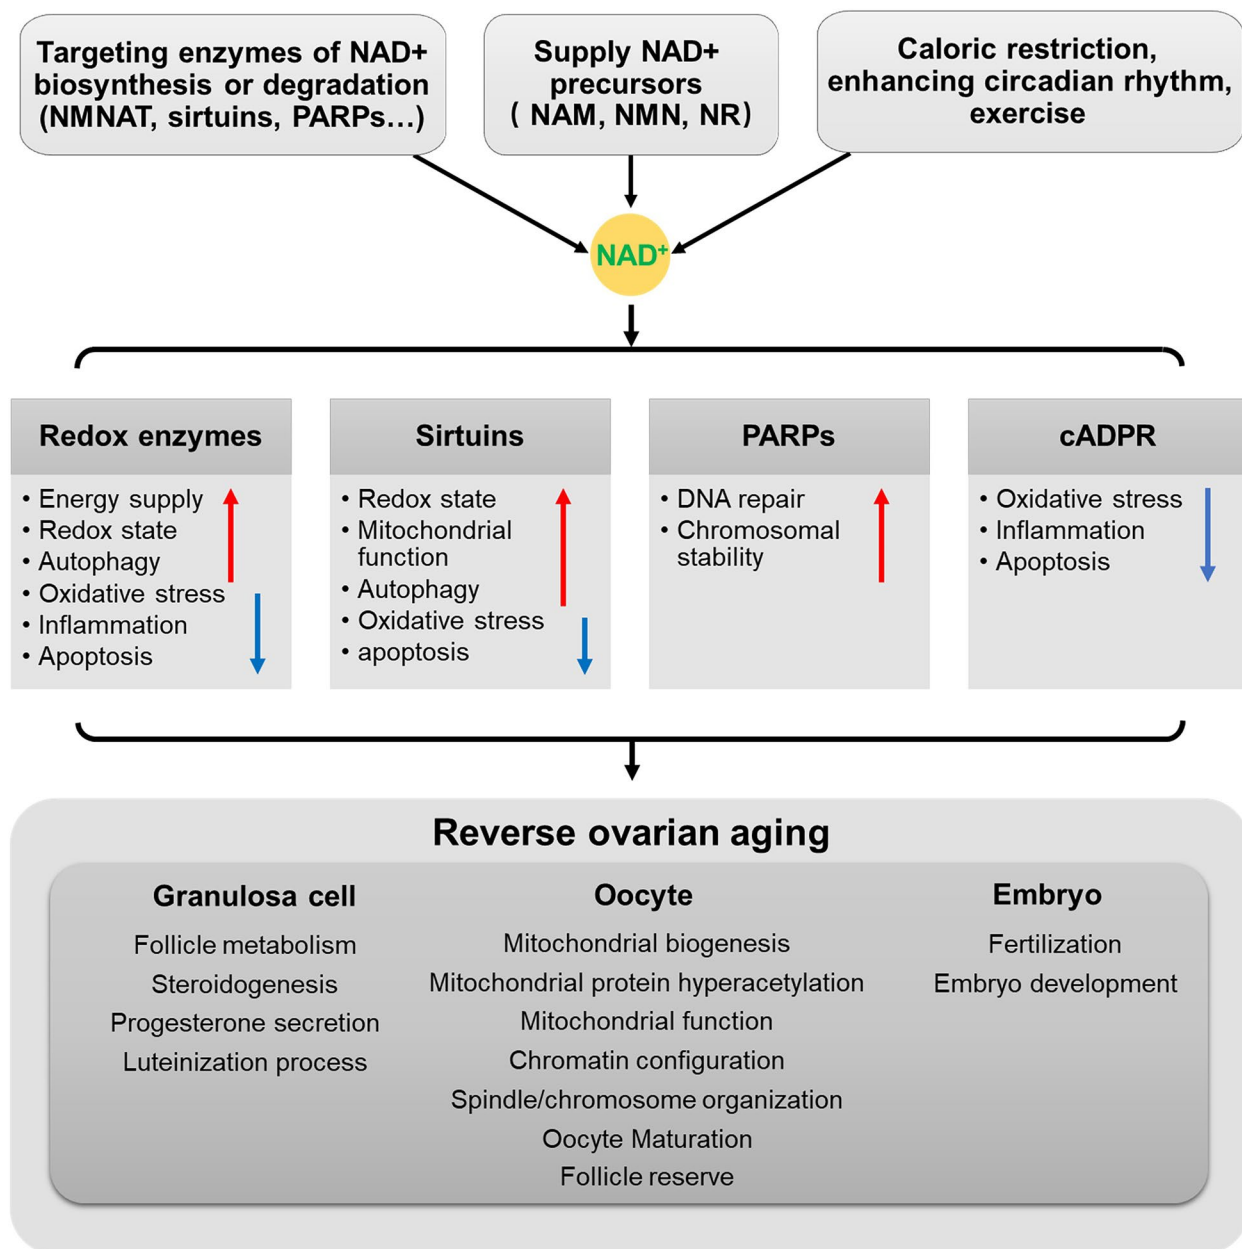 Targeting enzymes of NAD+
biosynthesis or degradation
(NMNAT, sirtuins, PARPs...)
Supply NAD+
precursors
( NAM, NMN, NR)
Caloric restriction,
enhancing circadian rhythm,
exercise
NAD⁺
Redox enzymes
• Energy supply
• Redox state
• Autophagy
• Oxidative stress
• Inflammation
• Apoptosis
Sirtuins
• Redox state
• Mitochondrial
function
• Autophagy
• Oxidative stress
• apoptosis
PARPs
• DNA repair
• Chromosomal
stability
cADPR
• Oxidative stress
• Inflammation
• Apoptosis
Reverse ovarian aging
Granulosa cell
Follicle metabolism
Steroidogenesis
Progesterone secretion
Luteinization process
Oocyte
Mitochondrial biogenesis
Mitochondrial protein hyperacetylation
Mitochondrial function
Chromatin configuration
Spindle/chromosome organization
Oocyte Maturation
Follicle reserve
Embryo
Fertilization
Embryo development